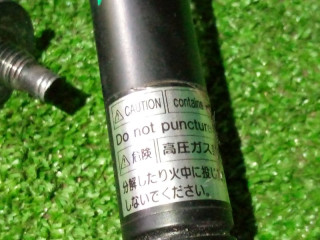 ⚠CAUTION contains
Do not puncture
⚠危険 高圧ガス
分解したり火中に投じ
しないでください。